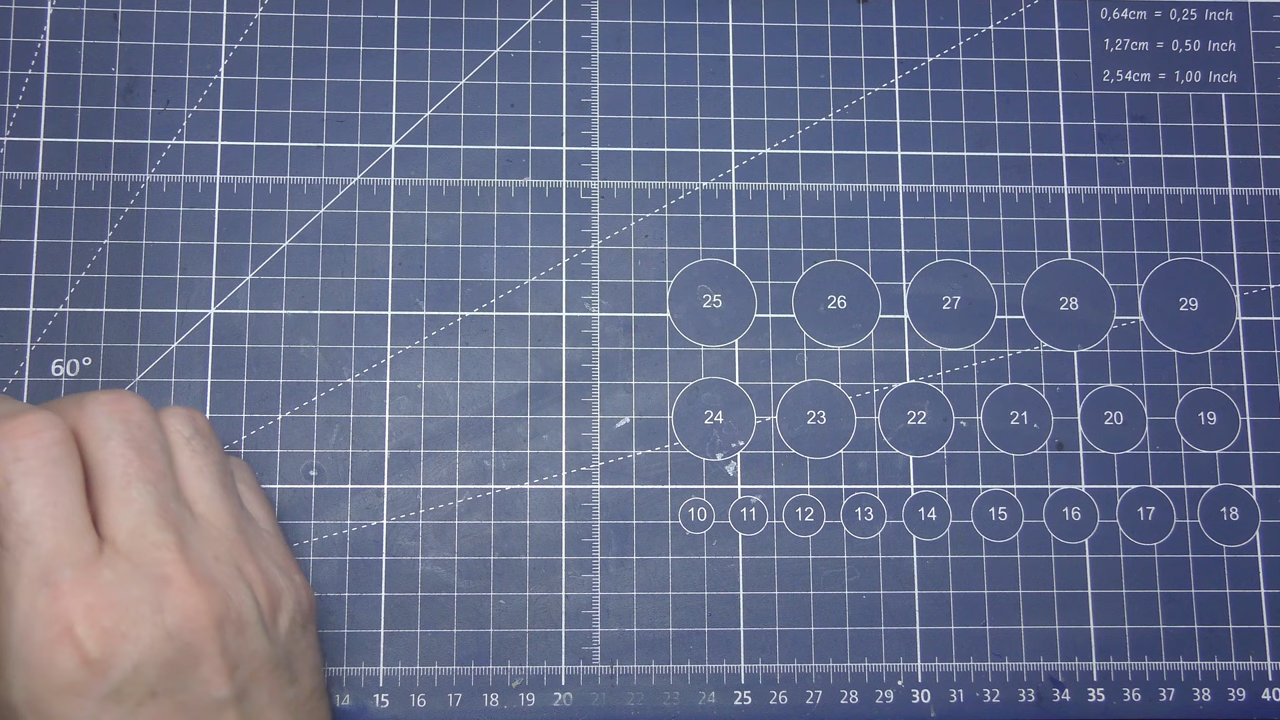 0,64cm = 0,25 Inch
1,27cm = 0,50 Inch
2,54cm = 1,00 Inch
25 26 27 28 29
60°
24 23 22 21 20 19
10 11 12 13 14 15 16 17 18
14 15 16 17 18 19 20 21 22 23 24 25 26 27 28 29 30 31 32 33 34 35 36 37 38 39 40